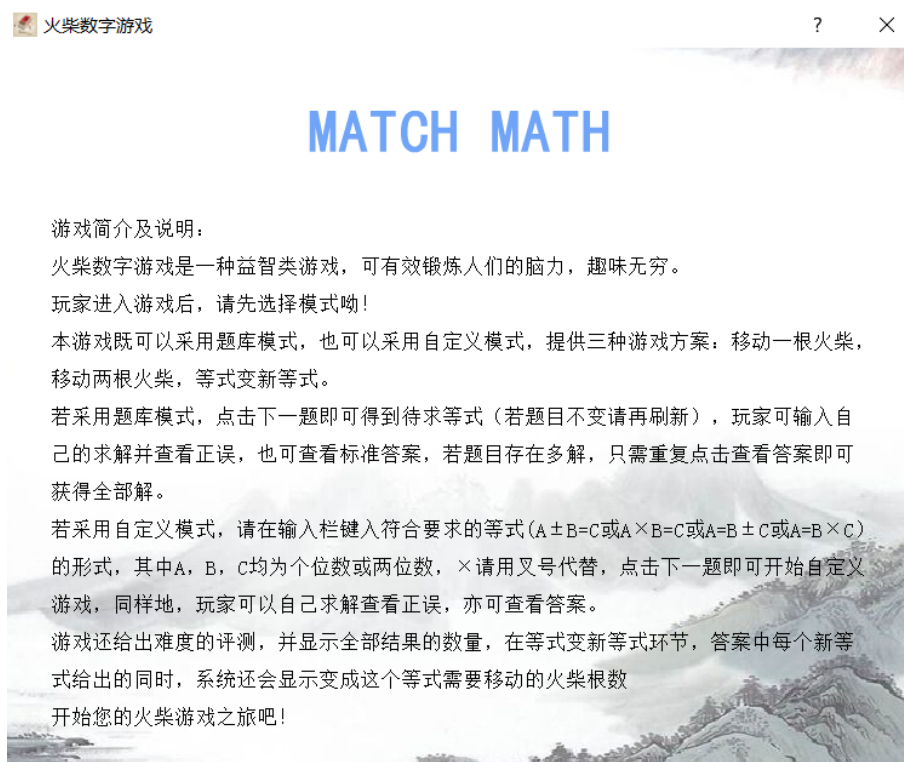 火柴数字游戏
?
MATCH MATH
游戏简介及说明:
火柴数字游戏是一种益智类游戏，可有效锻炼人们的脑力，趣味无穷。
玩家进入游戏后，请先选择模式呦!
本游戏既可以采用题库模式，也可以采用自定义模式，提供三种游戏方案: 移动一根火柴，
移动两根火柴，等式变新等式。
若采用题库模式，点击下一题即可得到待求等式（若题目不变请再刷新），玩家可输入自
己的求解并查看正误，也可查看标准答案，若题目存在多解，只需重复点击查看答案即可
获得全部解。
若采用自定义模式，请在输入栏键入符合要求的等式(A±B=C或A×B=C或A=B±C或A=B×C)
的形式，其中A，B，C均为个位数或两位数，×请用叉号代替，点击下一题即可开始自定义
游戏，同样地，玩家可以自己求解查看正误，亦可查看答案。
游戏还给出难度的评测，并显示全部结果的数量，在等式变新等式环节，答案中每个新等
式给出的同时，系统还会显示变成这个等式需要移动的火柴根数
开始您的火柴游戏之旅吧!